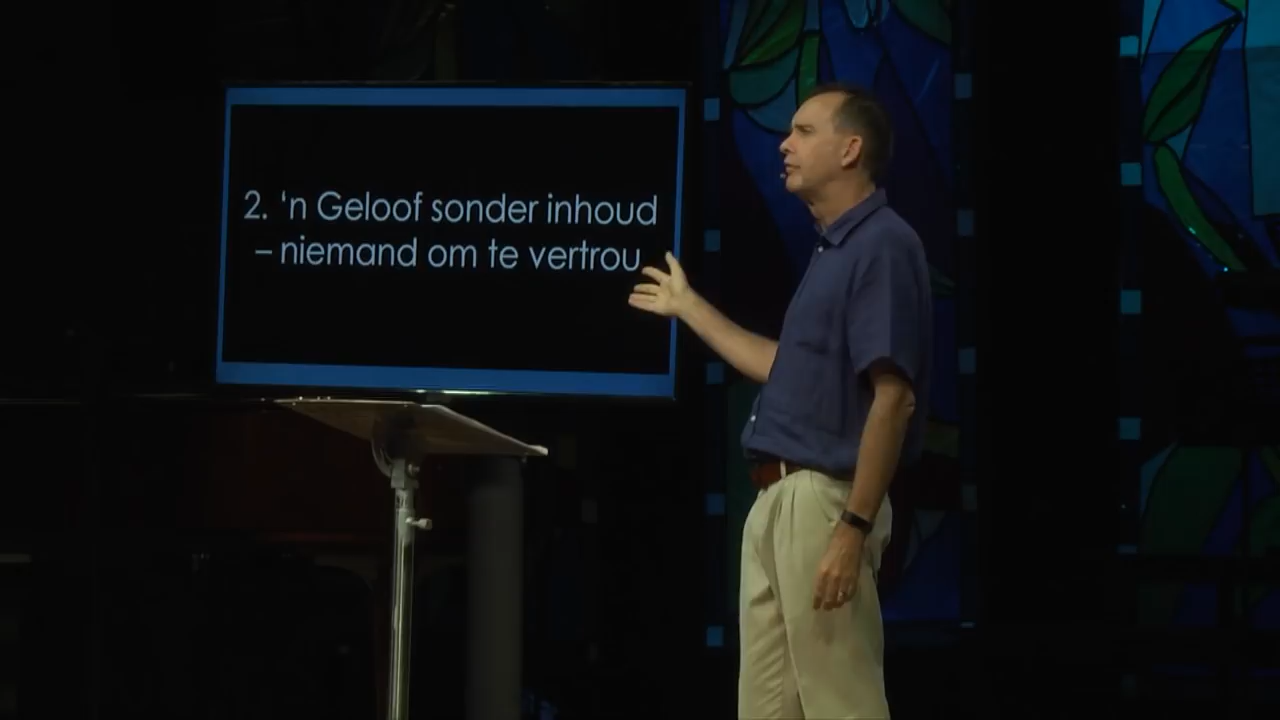 2. ‘n Geloof sonder inhoud
– niemand om te vertrou